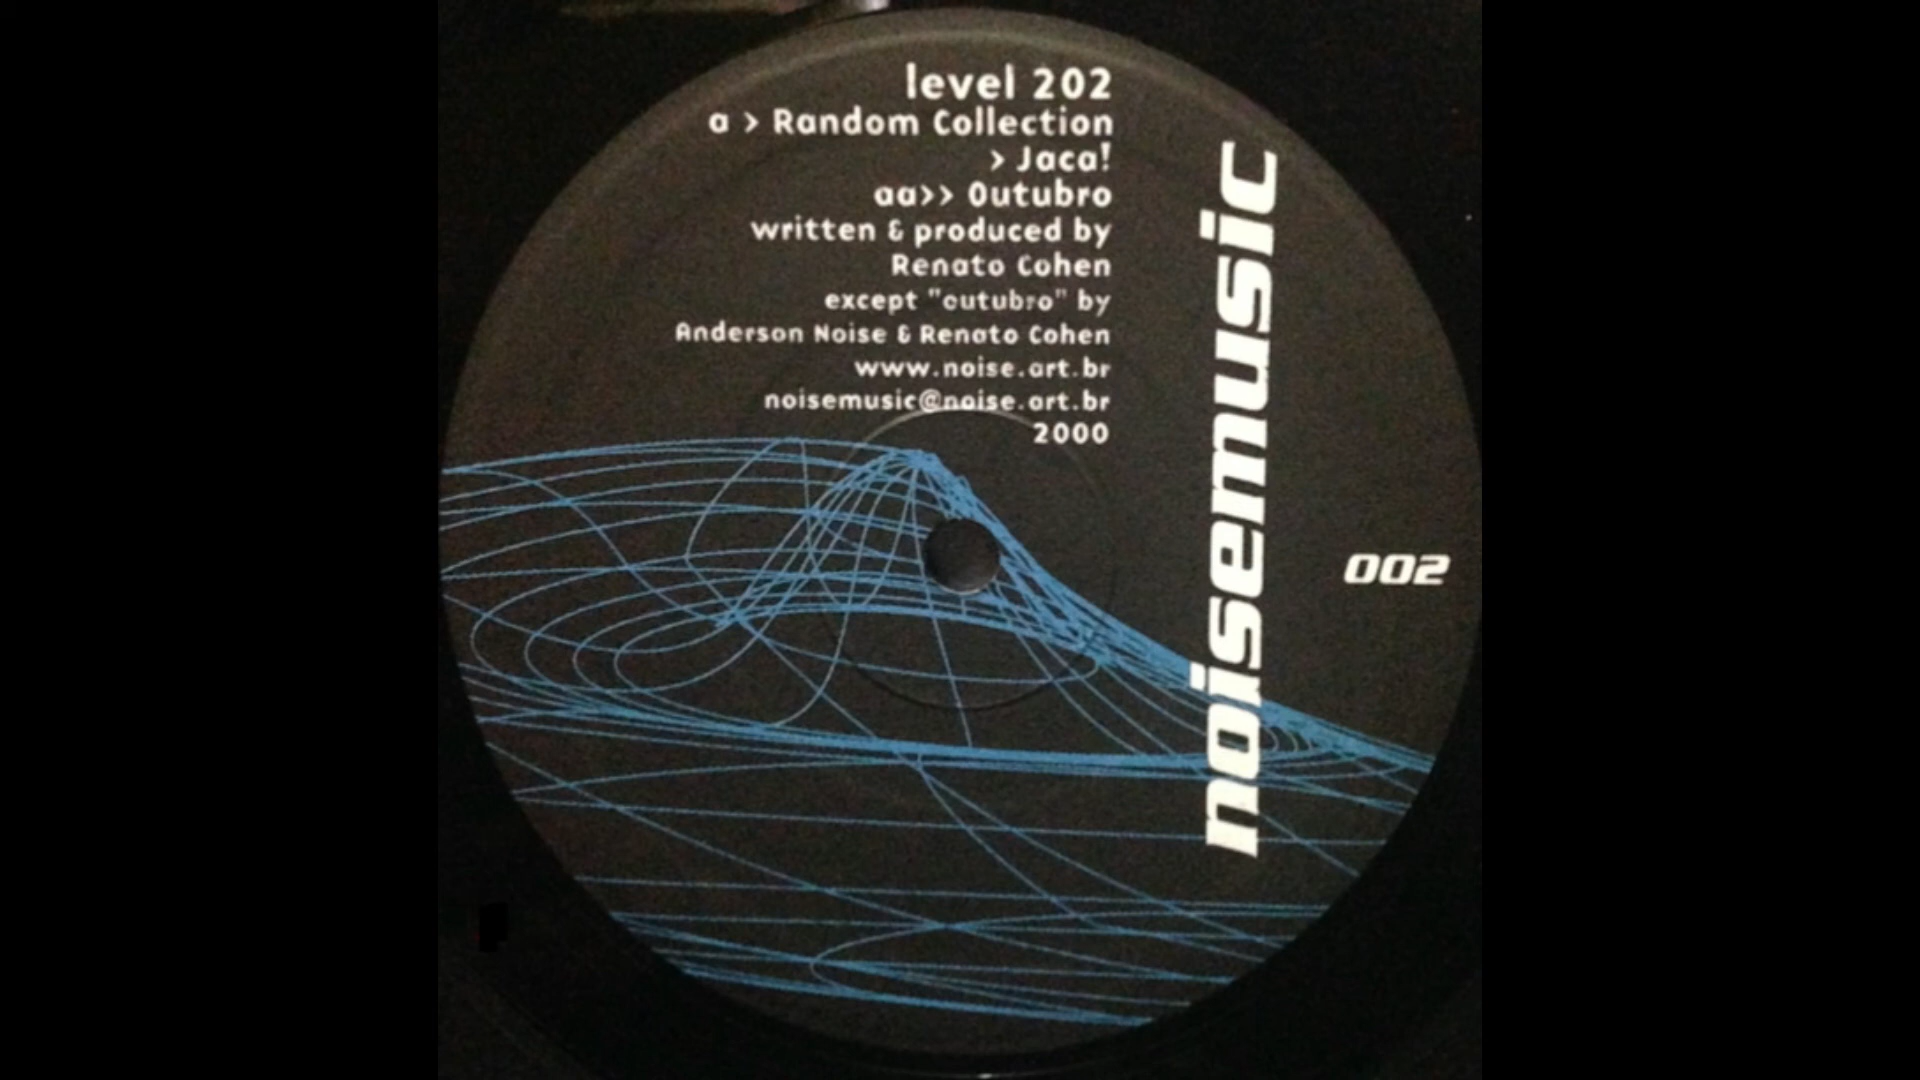 level 202
a > Random Collection
> Jaca!
aa>> Outubro
written & produced by
Renato Cohen
except "outubro" by
Anderson Noise & Renato Cohen
www.noise.art.br
noisemusic@noise.art.br
2000
noisemusic
002